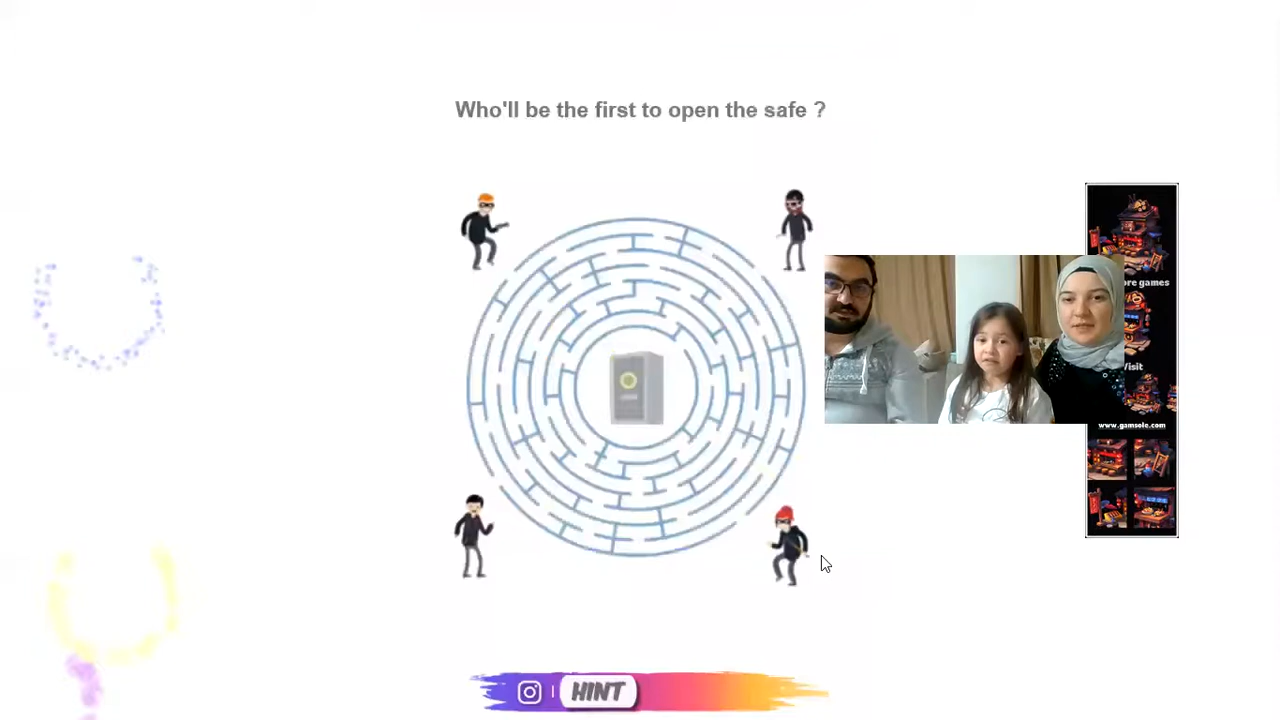 Who'll be the first to open the safe ?
ore games
Visit
www.gamsole.com
HINT